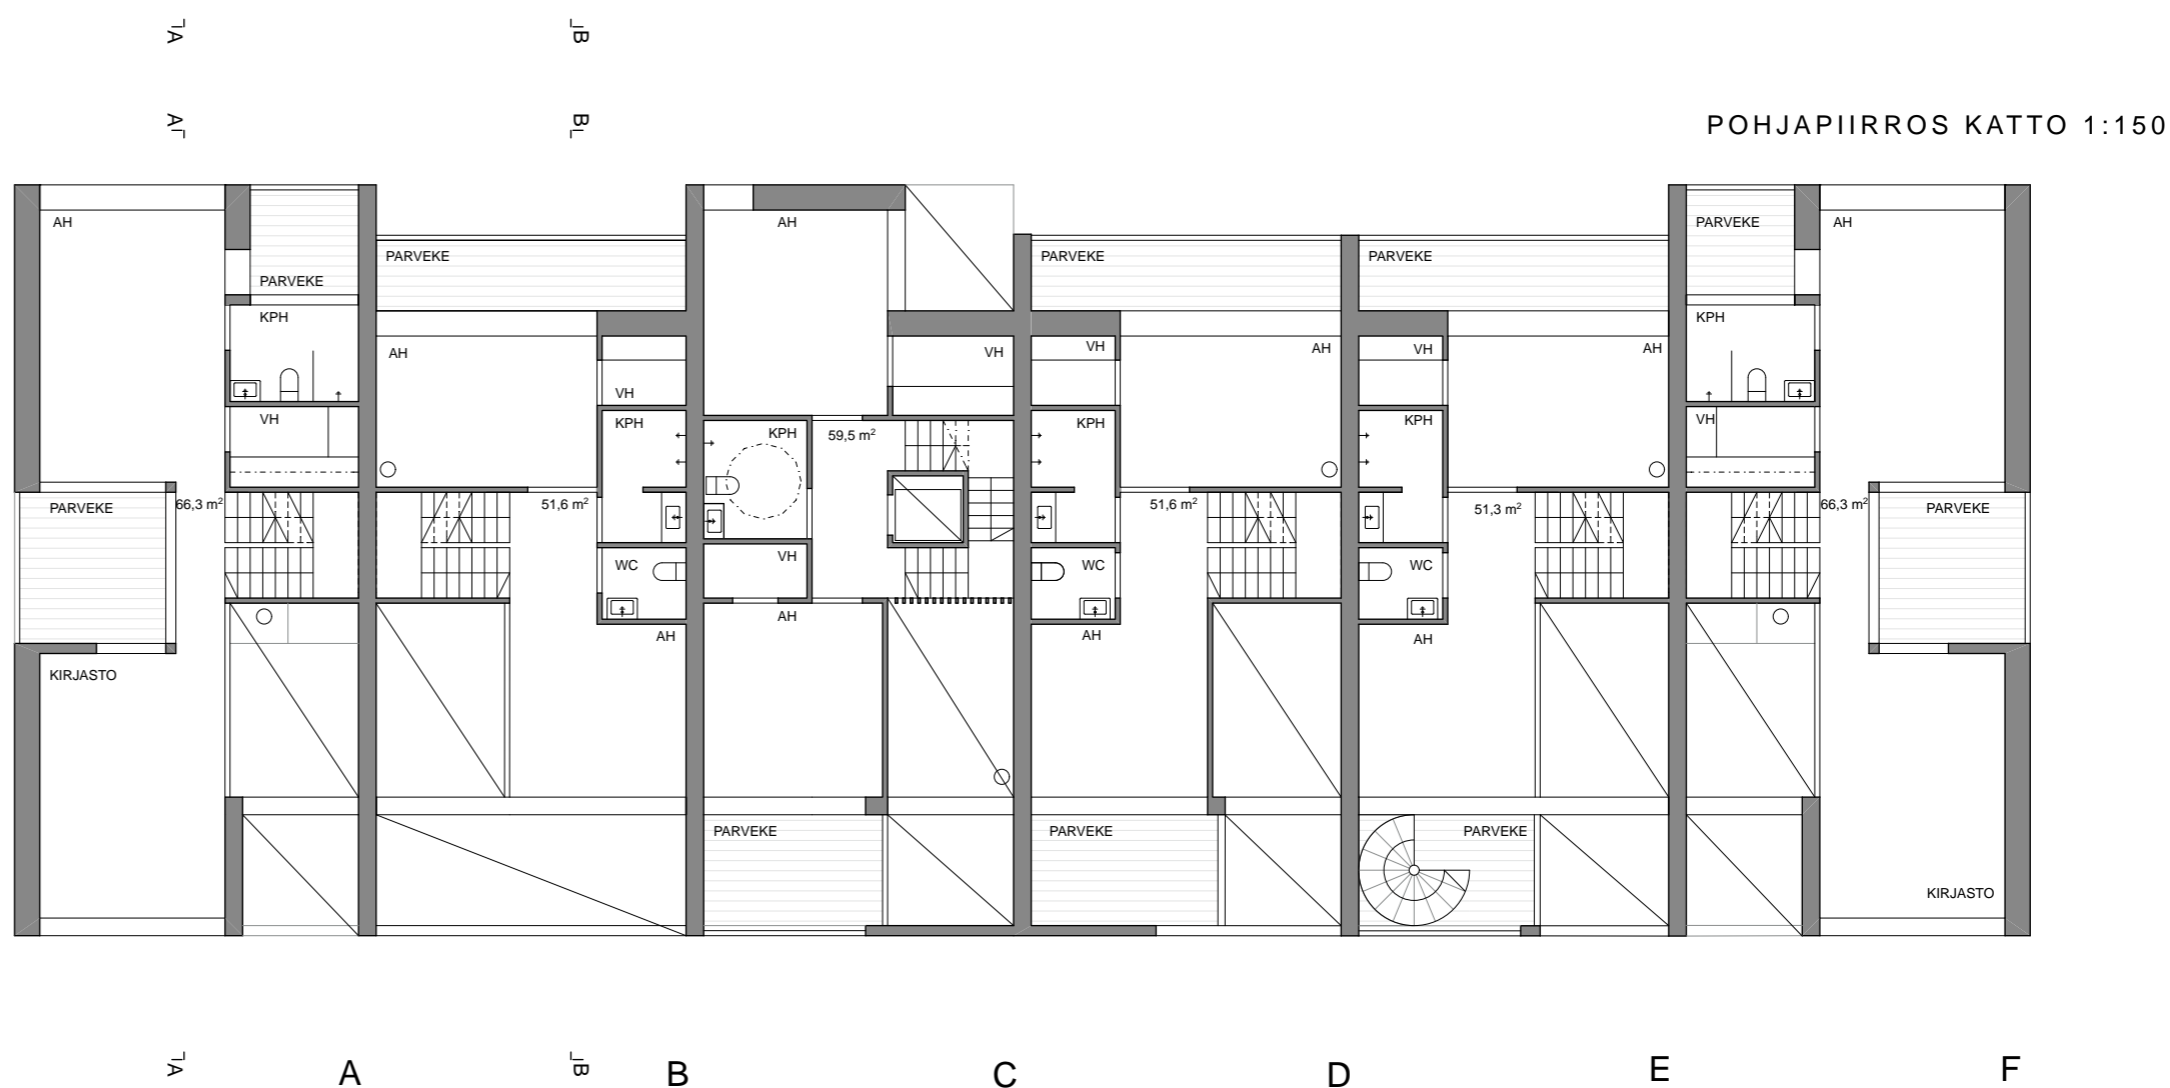 A B
A B
POHJAPIIRROS KATTO 1:150
AH PARVEKE AH PARVEKE AH
PARVEKE PARVEKE PARVEKE
PARVEKE
KPH KPH
AH VH VH AH VH AH
VH
VH KPH KPH 59,5 m² KPH KPH VH
PARVEKE 66,3 m² 51,6 m² 51,6 m² 51,3 m² 66,3 m² PARVEKE
WC VH WC WC
AH AH AH AH
KIRJASTO
PARVEKE PARVEKE PARVEKE
KIRJASTO
A A B B C D E F